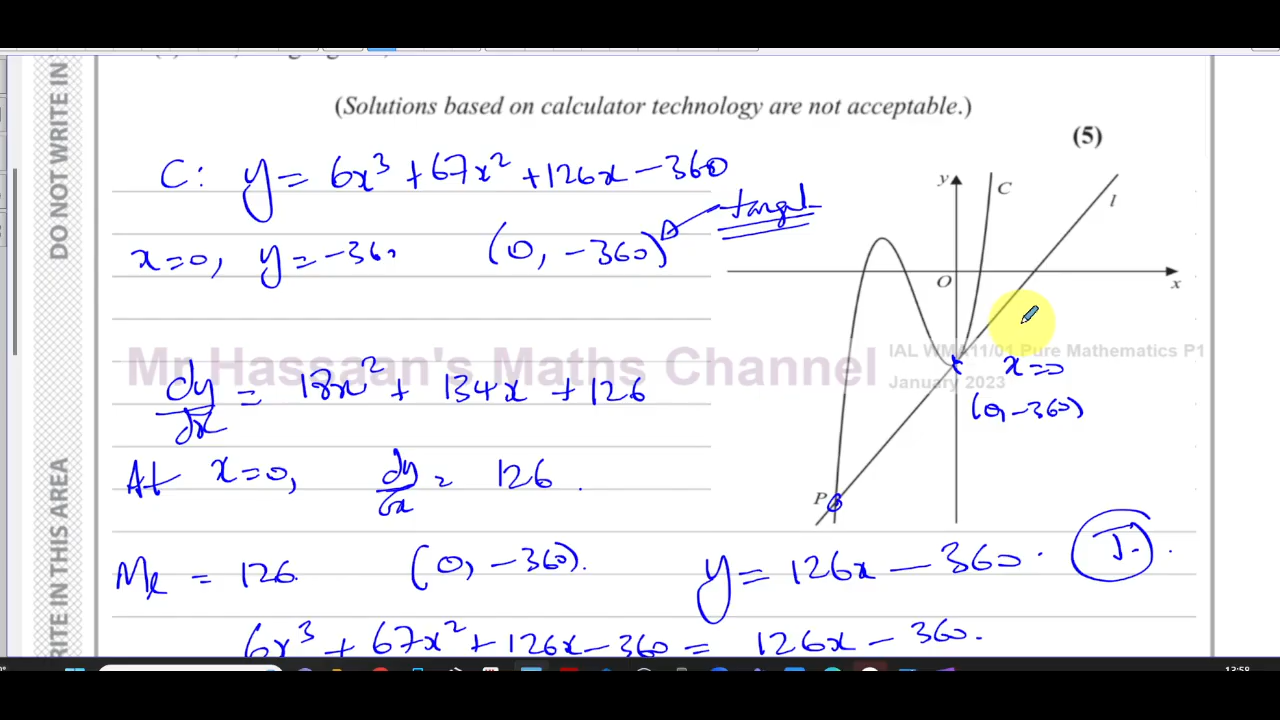 (Solutions based on calculator technology are not acceptable.)
(5)
C: y = 6x³ + 67x² + 126x − 360
target
x=0, y = −360 (0, −360)
y
C
l
O
x
Mr Hassaan's Maths Channel
IAL WMA11/01 Pure Mathematics P1
January 2023
x=0
(0, −360)
dy/dx = 18x² + 134x + 126
At x=0, dy/dx = 126.
P
Ml = 126. (0, −360). y = 126x − 360.
6x³ + 67x² + 126x − 360 = 126x − 360.
DO NOT WRITE IN
RITE IN THIS AREA
13:58